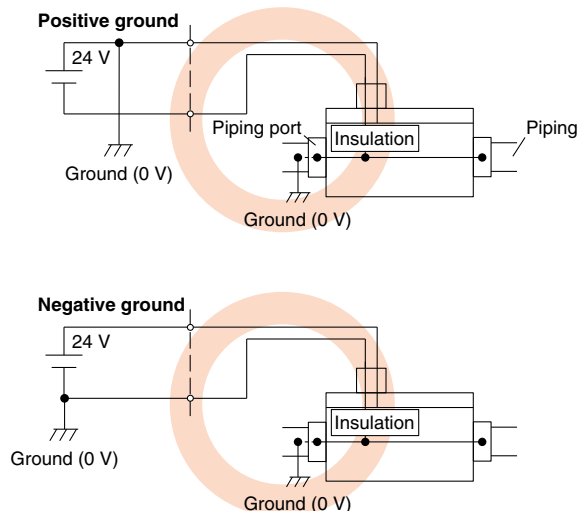 Positive ground
24 V
Piping port
Insulation
Piping
Ground (0 V)
Ground (0 V)
Negative ground
24 V
Insulation
Ground (0 V)
Ground (0 V)